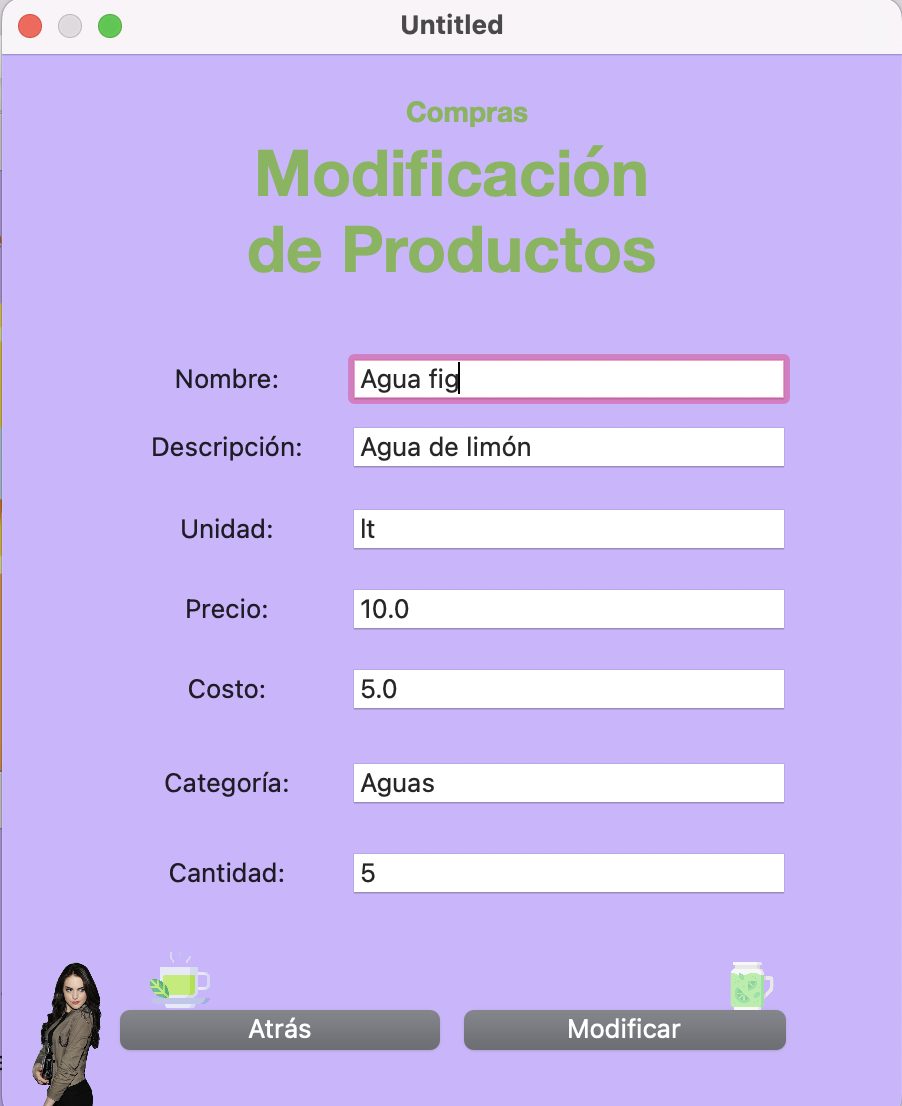 Untitled
Compras
Modificación
de Productos
Nombre: Agua fig
Descripción: Agua de limón
Unidad: lt
Precio: 10.0
Costo: 5.0
Categoría: Aguas
Cantidad: 5
Atrás Modificar